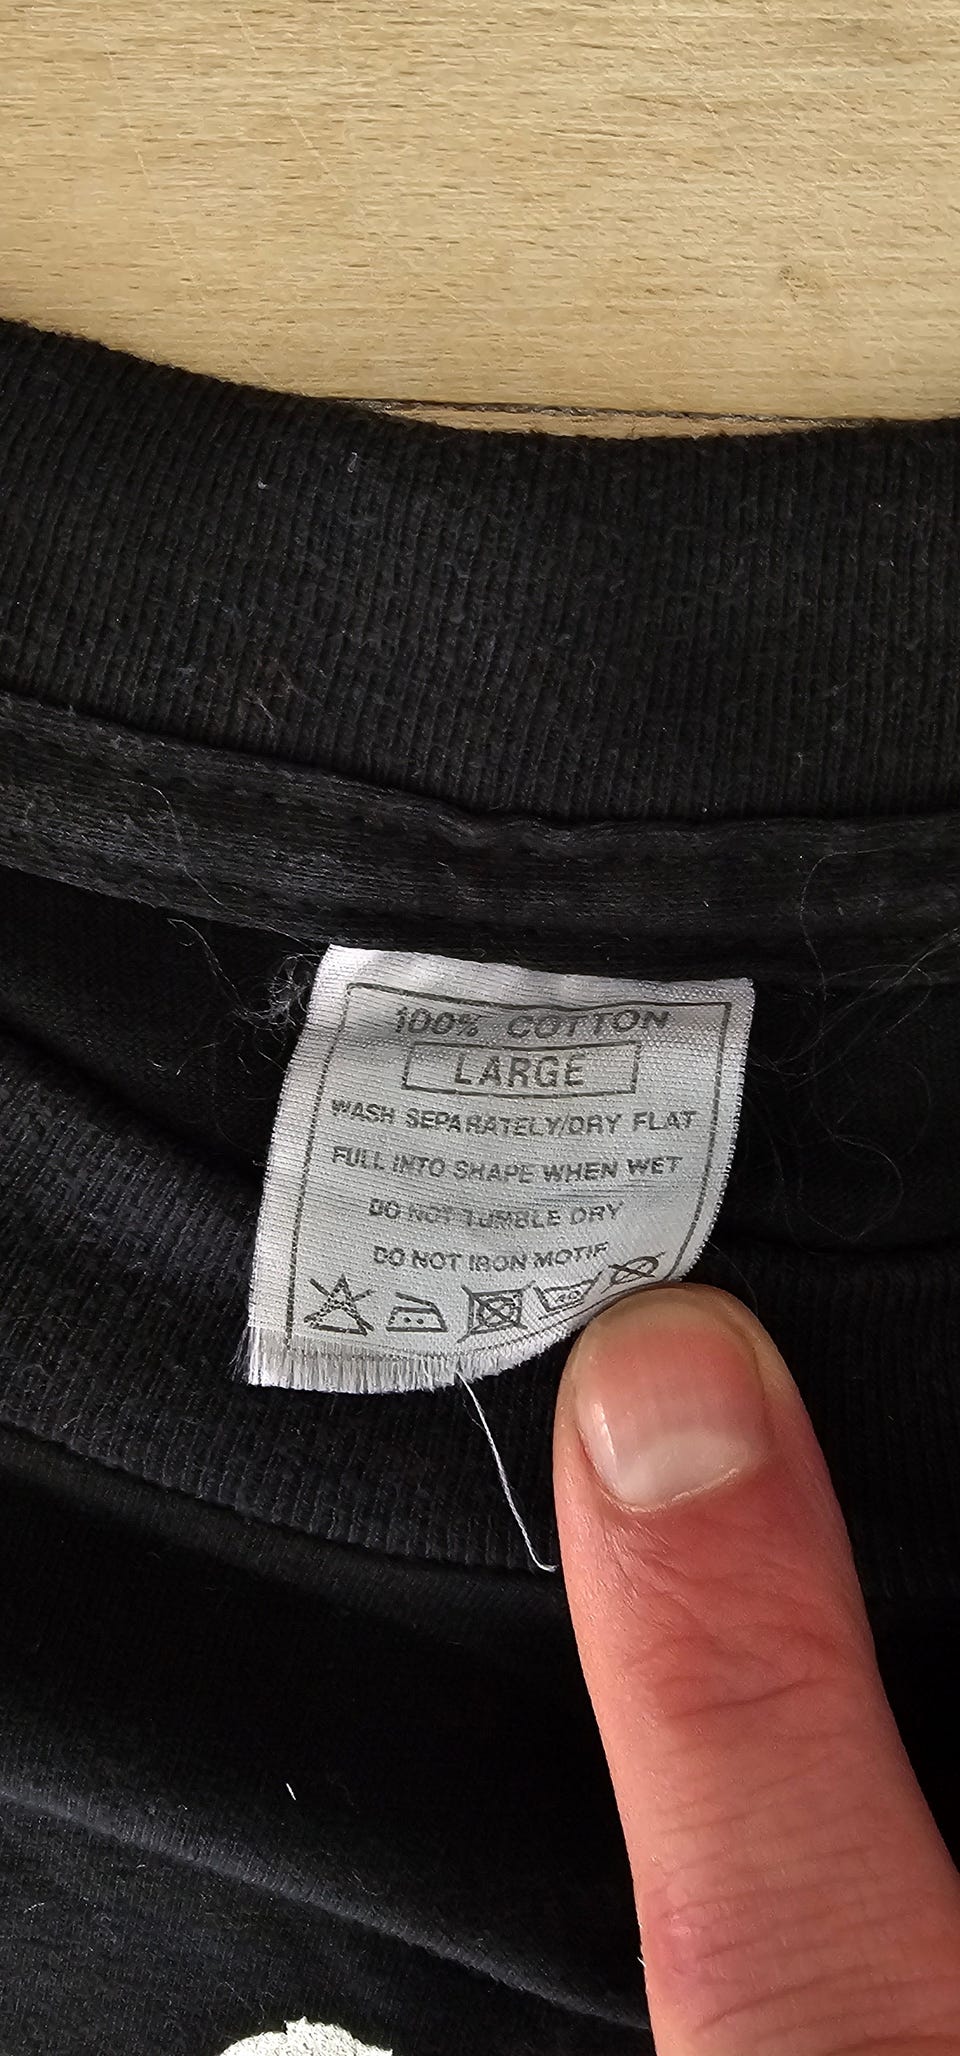 100% COTTON
LARGE
WASH SEPARATELY/DRY FLAT
FULL INTO SHAPE WHEN WET
DO NOT TUMBLE DRY
DO NOT IRON MOTIF